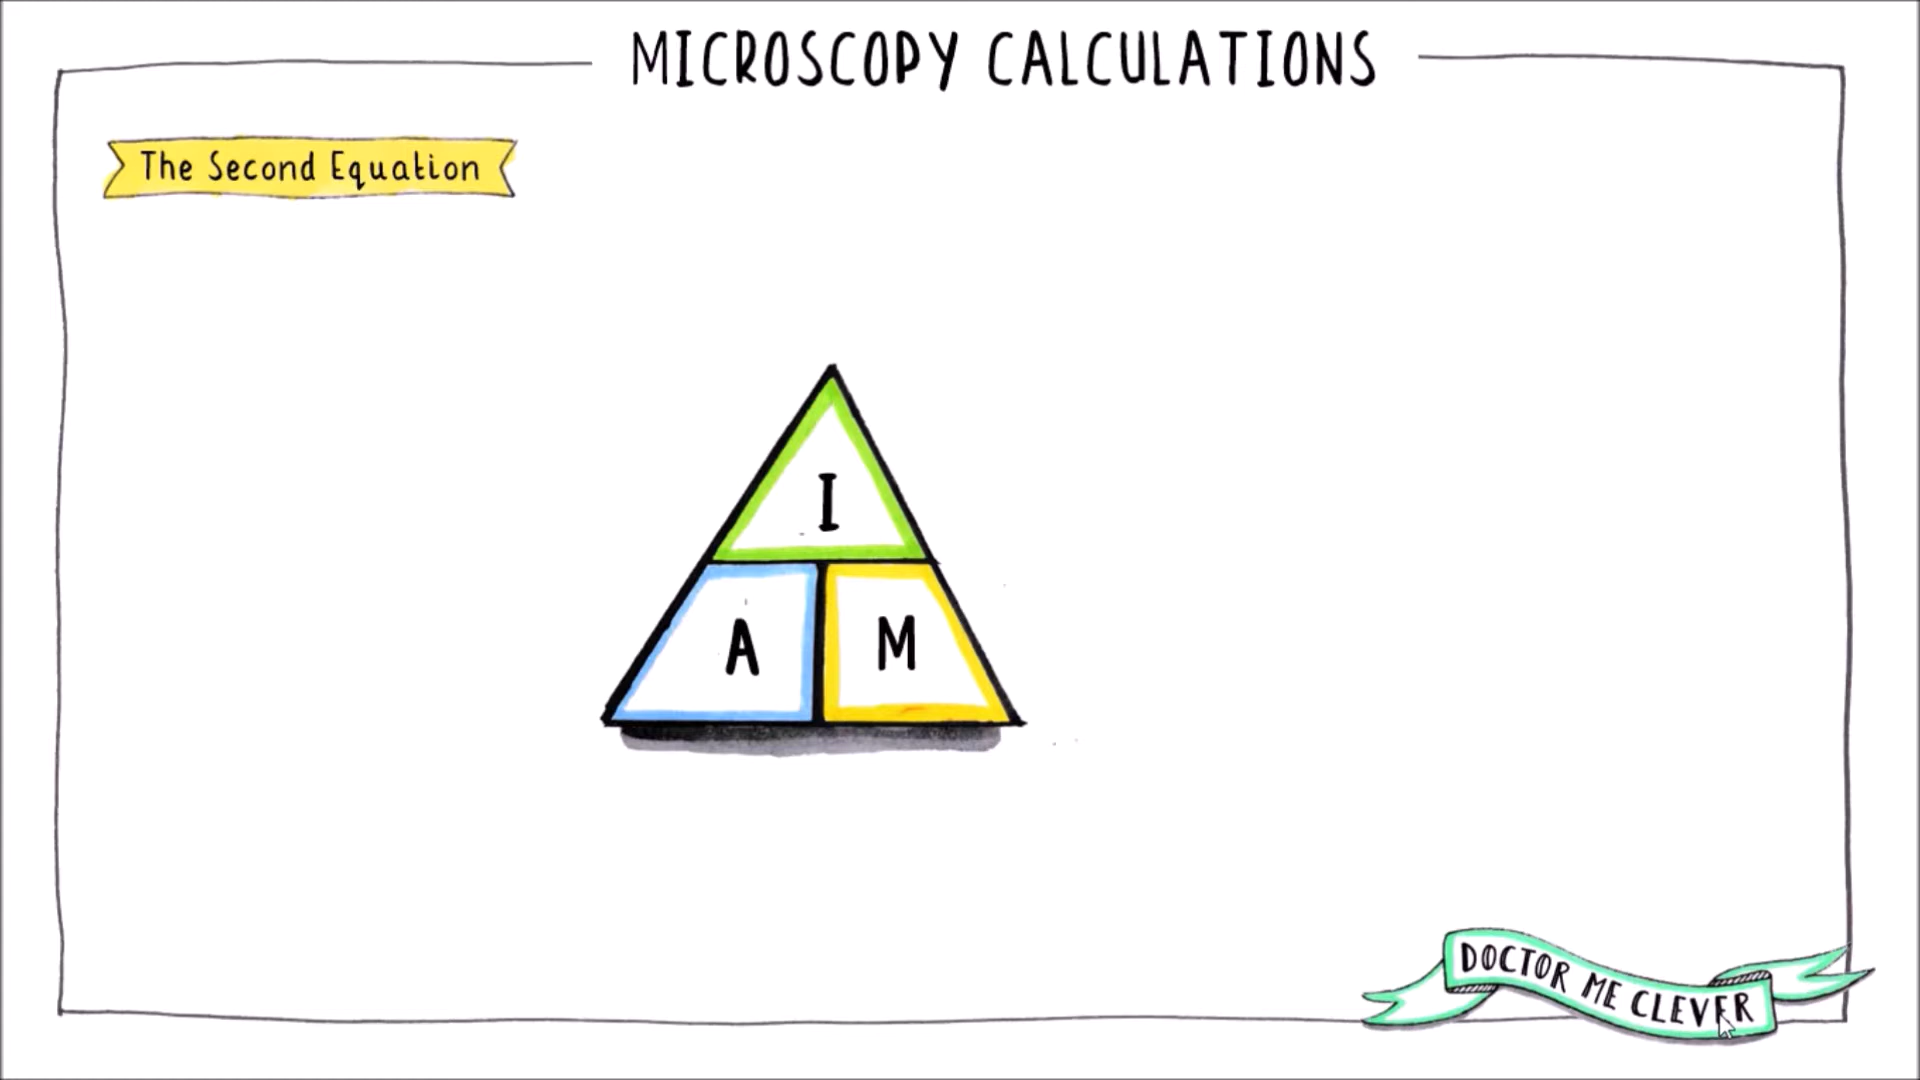 MICROSCOPY CALCULATIONS
The Second Equation
I
A M
DOCTOR ME CLEVER